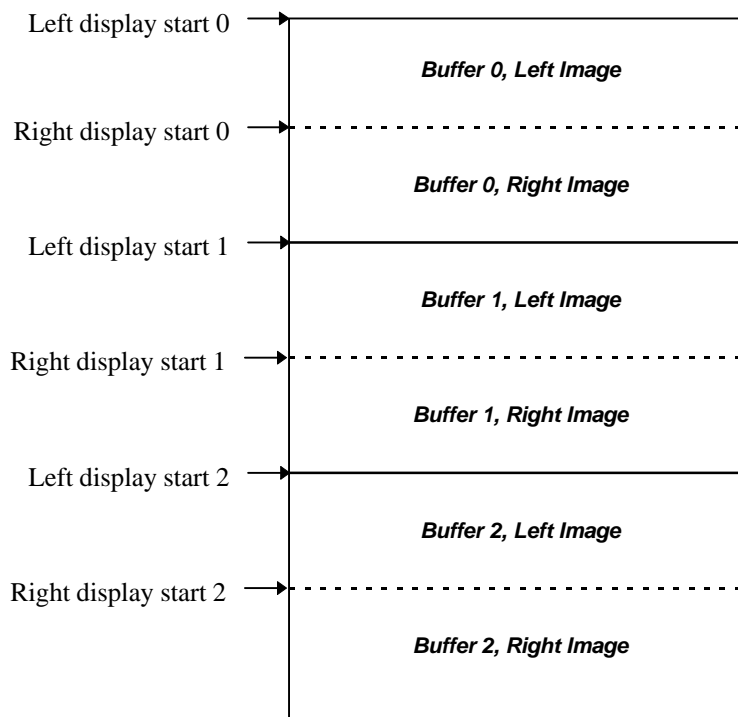 Left display start 0
Buffer 0, Left Image
Right display start 0
Buffer 0, Right Image
Left display start 1
Buffer 1, Left Image
Right display start 1
Buffer 1, Right Image
Left display start 2
Buffer 2, Left Image
Right display start 2
Buffer 2, Right Image